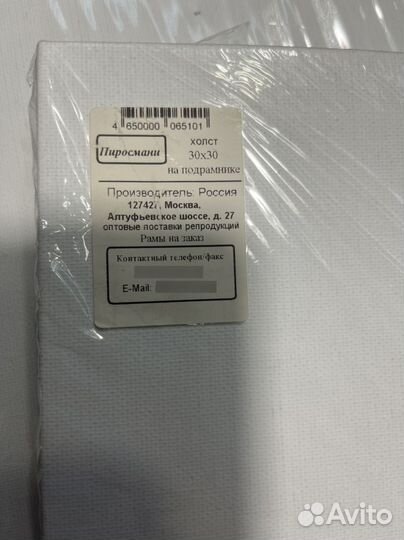 4 650000 065101
Пиросмани
холст
30x30
на подрамнике
Производитель: Россия
127427, Москва,
Алтуфьевское шоссе, д. 27
оптовые поставки репродукций
Рамы на заказ
Контактный телефон/факс
E-Mail:
Avito